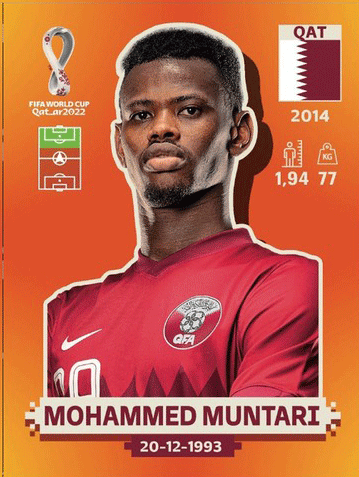 FIFA WORLD CUP
Qatar2022
QAT
2014
KG
1,94 77
QFA
MOHAMMED MUNTARI
20-12-1993